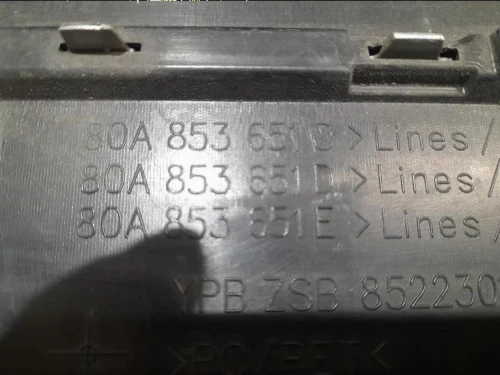 80A 853 651 C >Lines /
80A 853 651 D >Lines /
80A 853 651 E >Lines /
YPB ZSB 852230
>PC/PET<